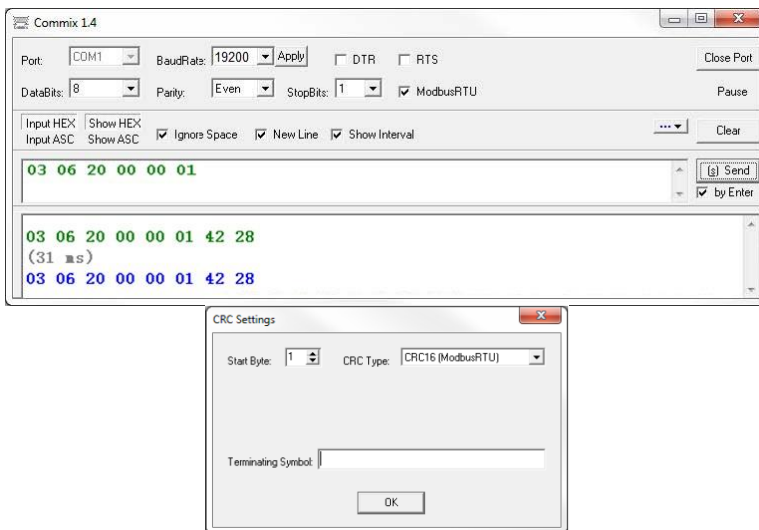 Commix 1.4
Port: COM1 BaudRate: 19200 Apply DTR RTS Close Port
DataBits: 8 Parity: Even StopBits: 1 ModbusRTU Pause
Input HEX Show HEX
Input ASC Show ASC Ignore Space New Line Show Interval ... Clear
03 06 20 00 00 01 (s) Send
by Enter
03 06 20 00 00 01 42 28
(31 ms)
03 06 20 00 00 01 42 28
CRC Settings
Start Byte: 1 CRC Type: CRC16 (ModbusRTU)
Terminating Symbol:
OK